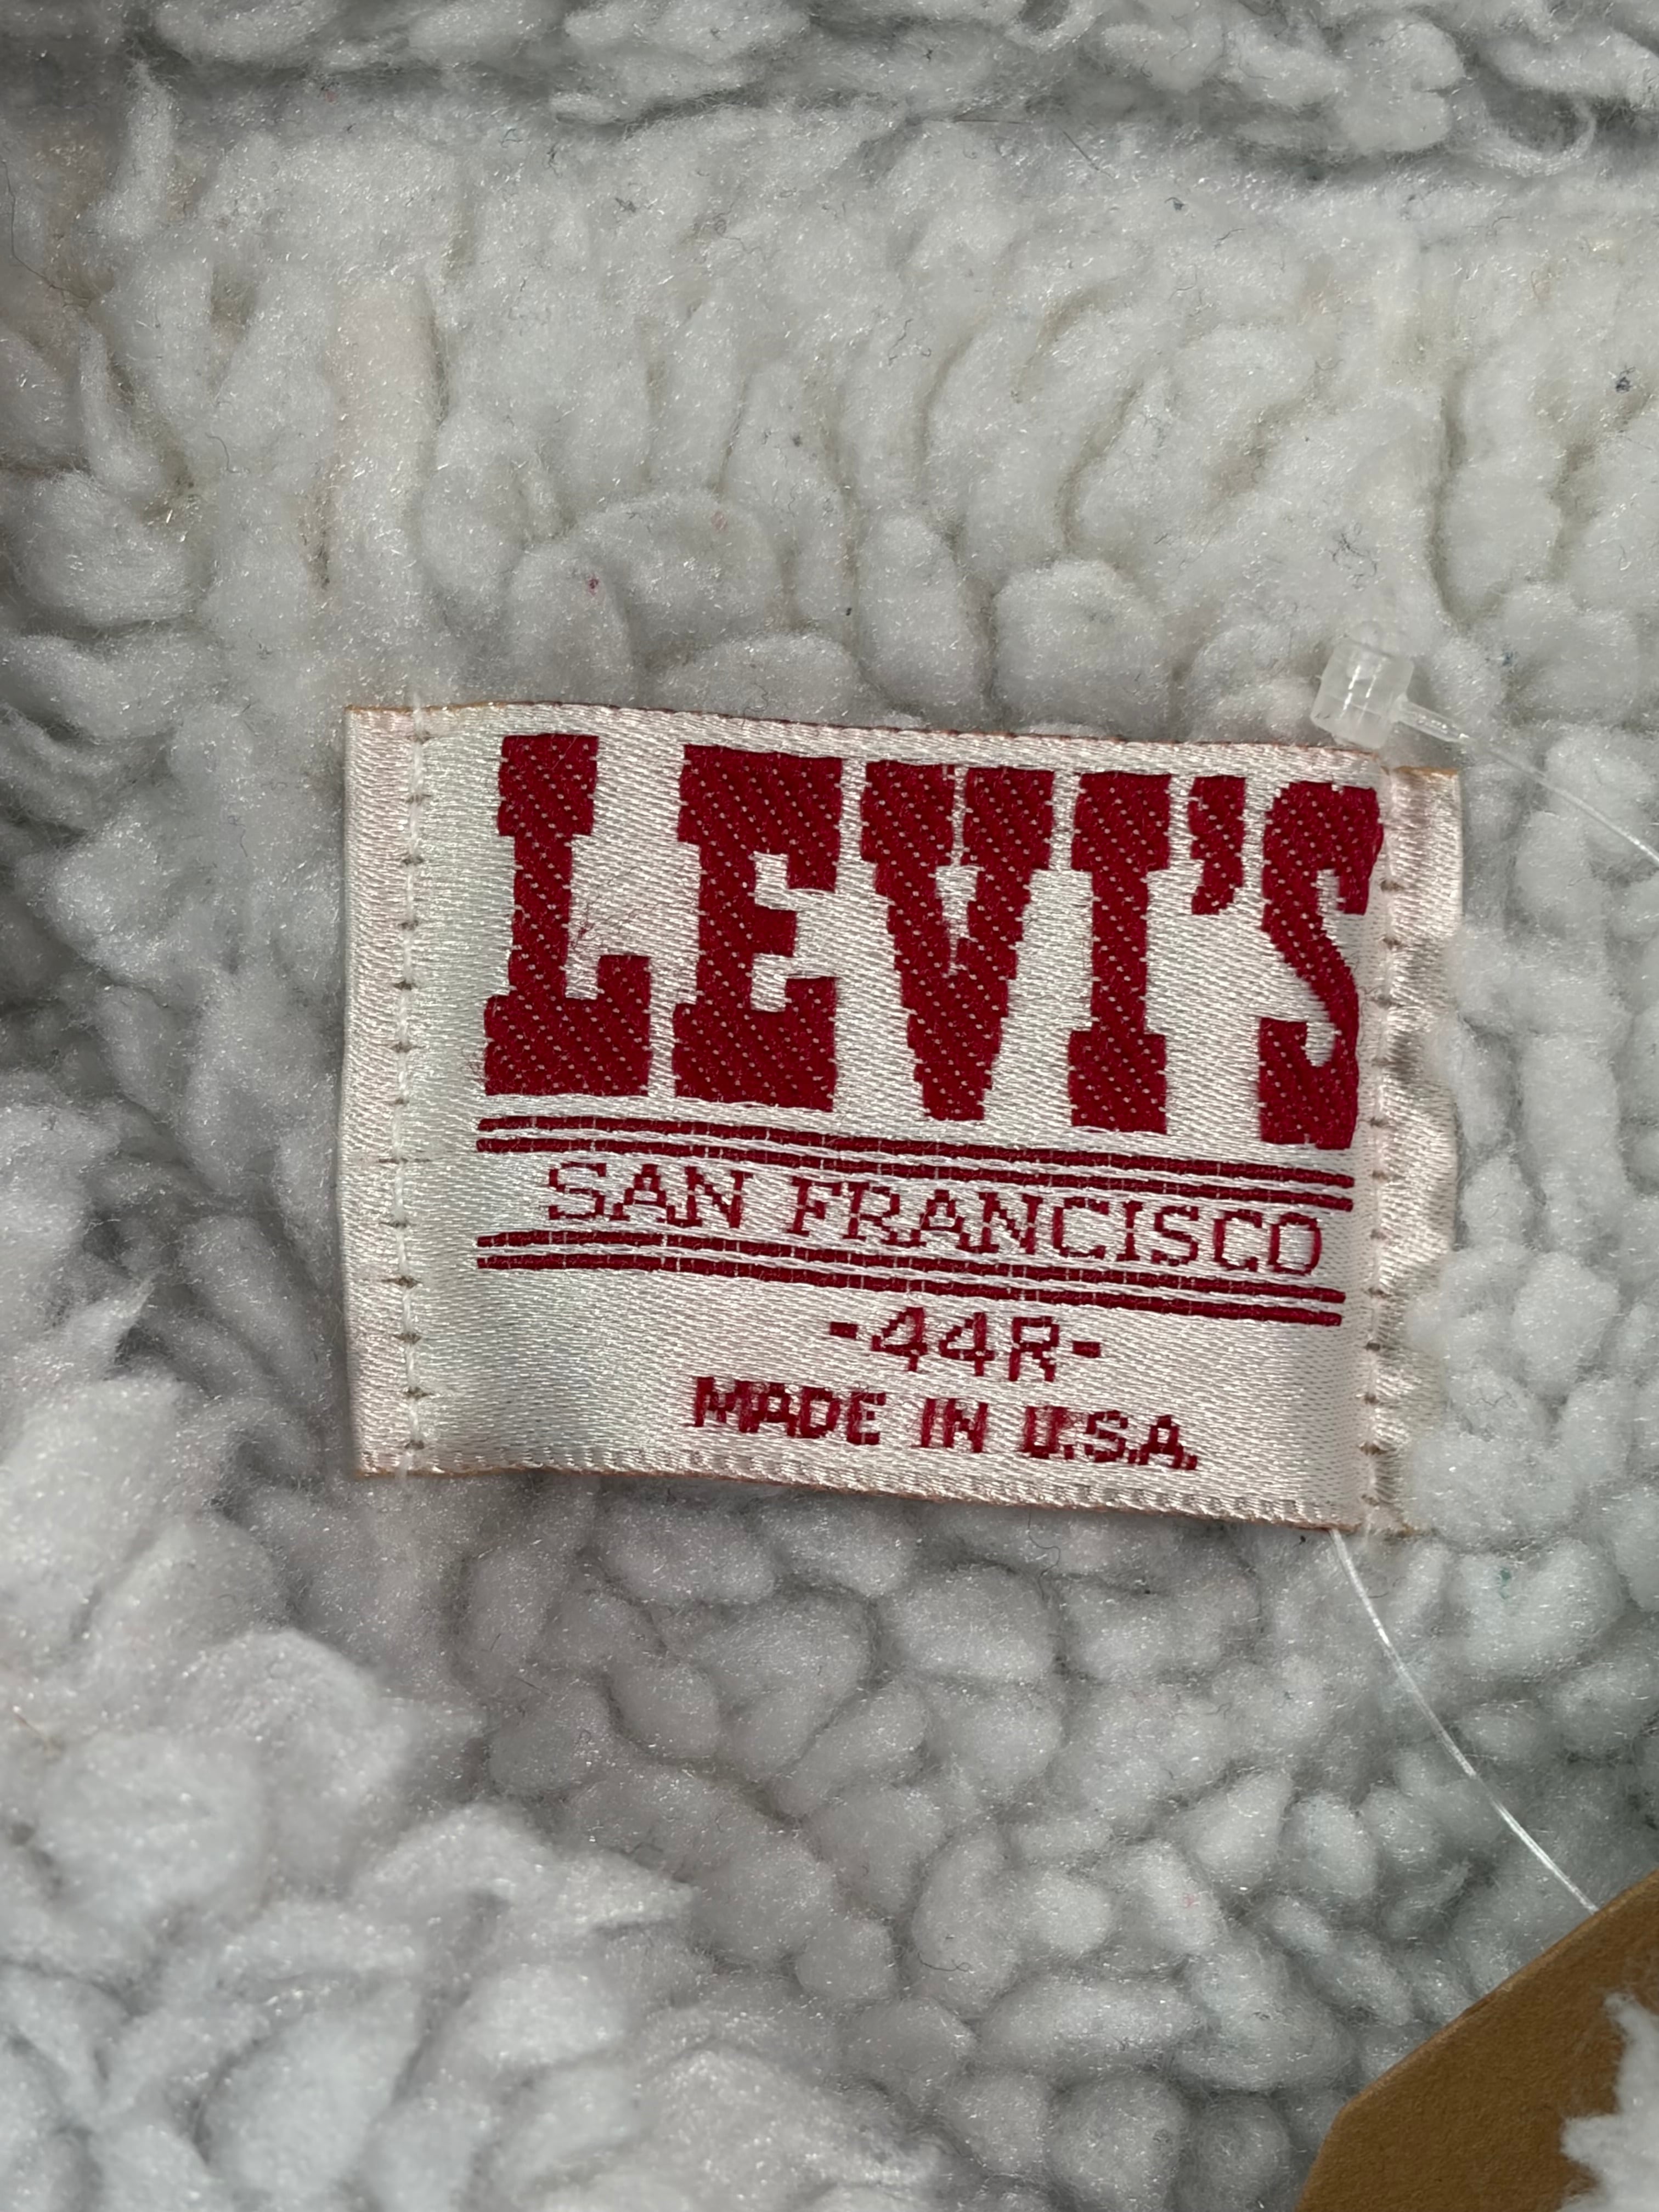 LEVI'S
SAN FRANCISCO
-44R-
MADE IN U.S.A.